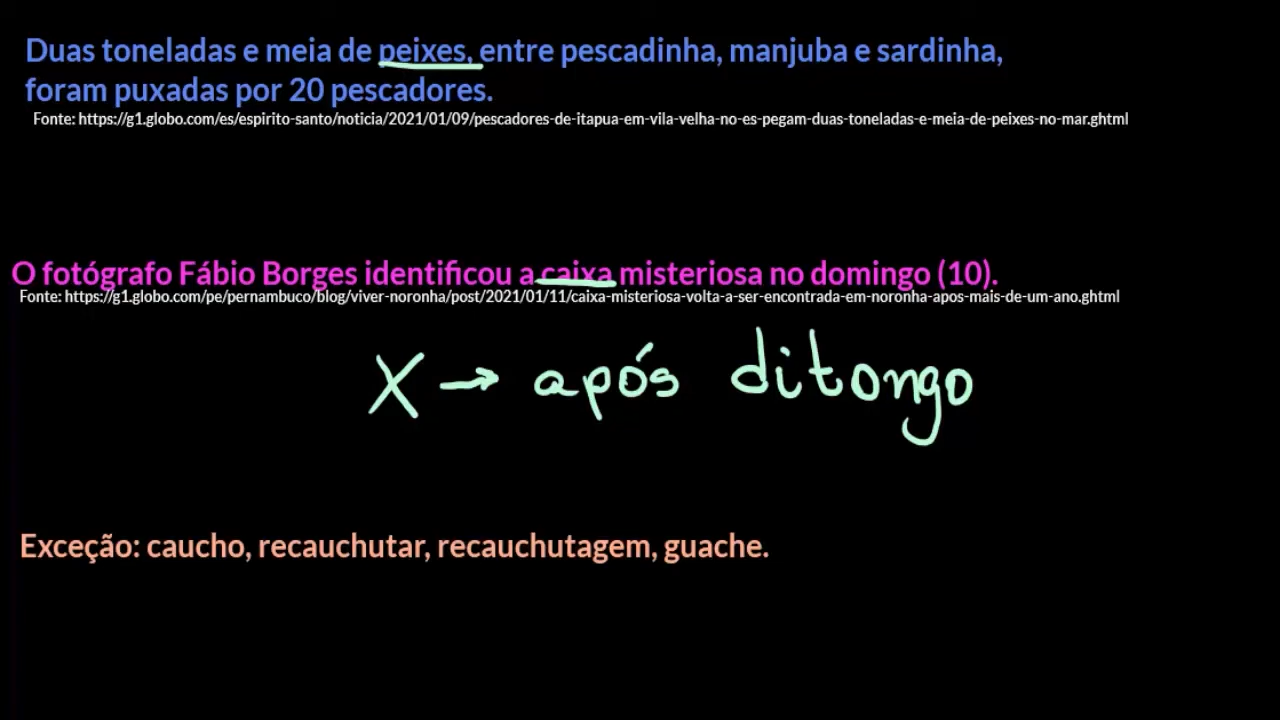 Duas toneladas e meia de peixes, entre pescadinha, manjuba e sardinha,
foram puxadas por 20 pescadores.
Fonte: https://g1.globo.com/es/espirito-santo/noticia/2021/01/09/pescadores-de-itapua-em-vila-velha-no-es-pegam-duas-toneladas-e-meia-de-peixes-no-mar.ghtml
O fotógrafo Fábio Borges identificou a caixa misteriosa no domingo (10).
Fonte: https://g1.globo.com/pe/pernambuco/blog/viver-noronha/post/2021/01/11/caixa-misteriosa-volta-a-ser-encontrada-em-noronha-apos-mais-de-um-ano.ghtml
X → após ditongo
Exceção: caucho, recauchutar, recauchutagem, guache.